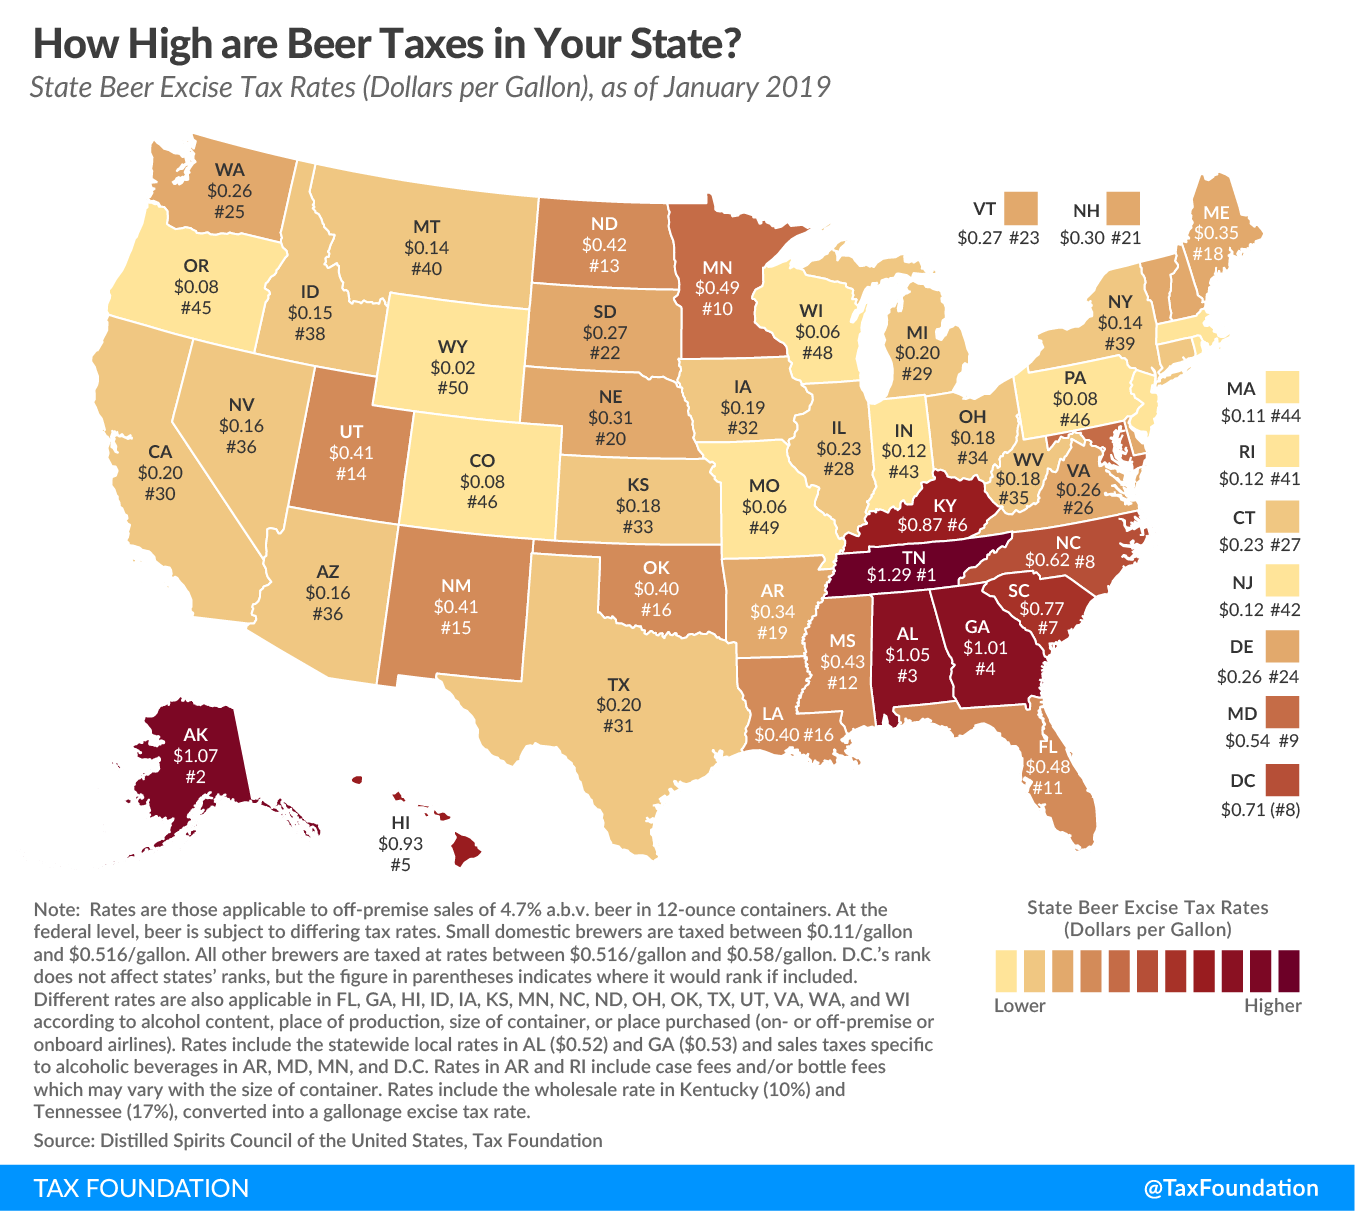 How High are Beer Taxes in Your State?
State Beer Excise Tax Rates (Dollars per Gallon), as of January 2019
WA
$0.26
#25
OR
$0.08
#45
CA
$0.20
#30
ID
$0.15
#38
NV
$0.16
#36
MT
$0.14
#40
WY
$0.02
#50
UT
$0.41
#14
CO
$0.08
#46
AZ
$0.16
#36
NM
$0.41
#15
ND
$0.42
#13
SD
$0.27
#22
NE
$0.31
#20
KS
$0.18
#33
OK
$0.40
#16
TX
$0.20
#31
MN
$0.49
#10
IA
$0.19
#32
MO
$0.06
#49
AR
$0.34
#19
LA
$0.40 #16
WI
$0.06
#48
IL
$0.23
#28
MI
$0.20
#29
IN
$0.12
#43
OH
$0.18
#34
KY
$0.87 #6
TN
$1.29 #1
MS
$0.43
#12
AL
$1.05
#3
GA
$1.01
#4
FL
$0.48
#11
SC
$0.77
#7
NC
$0.62 #8
WV
$0.18
#35
VA
$0.26
#26
PA
$0.08
#46
NY
$0.14
#39
ME
$0.35
#18
VT
$0.27 #23
NH
$0.30 #21
MA
$0.11 #44
RI
$0.12 #41
CT
$0.23 #27
NJ
$0.12 #42
DE
$0.26 #24
MD
$0.54 #9
DC
$0.71 (#8)
AK
$1.07
#2
HI
$0.93
#5
Note: Rates are those applicable to off-premise sales of 4.7% a.b.v. beer in 12-ounce containers. At the
federal level, beer is subject to differing tax rates. Small domestic brewers are taxed between $0.11/gallon
and $0.516/gallon. All other brewers are taxed at rates between $0.516/gallon and $0.58/gallon. D.C.'s rank
does not affect states' ranks, but the figure in parentheses indicates where it would rank if included.
Different rates are also applicable in FL, GA, HI, ID, IA, KS, MN, NC, ND, OH, OK, TX, UT, VA, WA, and WI
according to alcohol content, place of production, size of container, or place purchased (on- or off-premise or
onboard airlines). Rates include the statewide local rates in AL ($0.52) and GA ($0.53) and sales taxes specific
to alcoholic beverages in AR, MD, MN, and D.C. Rates in AR and RI include case fees and/or bottle fees
which may vary with the size of container. Rates include the wholesale rate in Kentucky (10%) and
Tennessee (17%), converted into a gallonage excise tax rate.
Source: Distilled Spirits Council of the United States, Tax Foundation
State Beer Excise Tax Rates
(Dollars per Gallon)
Lower
Higher
TAX FOUNDATION
@TaxFoundation